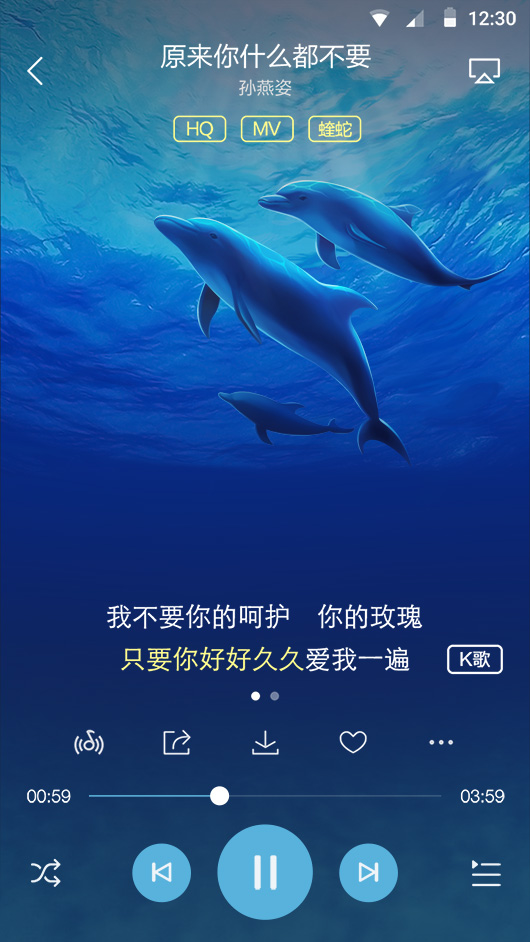 12:30
原来你什么都不要
孙燕姿
HQ MV 蝰蛇
我不要你的呵护 你的玫瑰
只要你好好久久爱我一遍
K歌
00:59 03:59